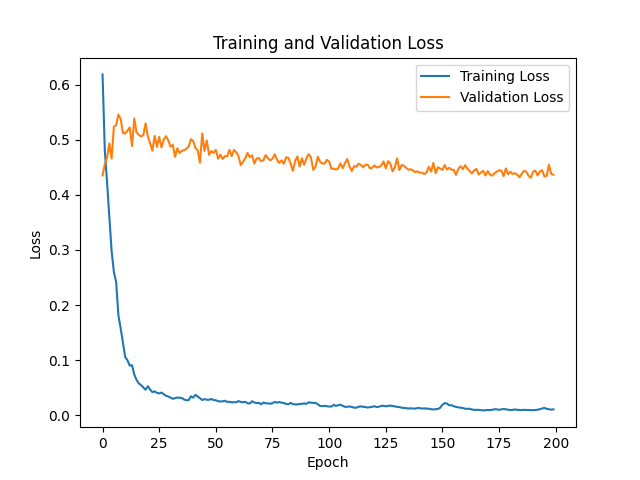 Training and Validation Loss
Training Loss
Validation Loss
Loss
0.6
0.5
0.4
0.3
0.2
0.1
0.0
0 25 50 75 100 125 150 175 200
Epoch